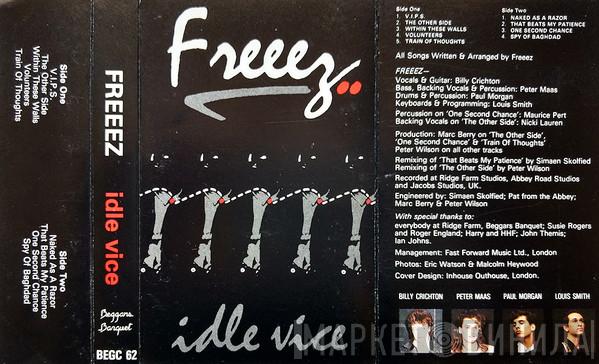 Side One
V.I.P.S.
The Other Side
Within These Walls
Volunteers
Train Of Thoughts
Side Two
Naked As A Razor
That Beats My Patience
One Second Chance
Spy Of Baghdad
FREEEZ idle vice
Beggars
Banquet
BEGC 62
Freeez..
idle vice
Side One
1. V.I.P.S.
2. THE OTHER SIDE
3. WITHIN THESE WALLS
4. VOLUNTEERS
5. TRAIN OF THOUGHTS
Side Two
1. NAKED AS A RAZOR
2. THAT BEATS MY PATIENCE
3. ONE SECOND CHANCE
4. SPY OF BAGHDAD
All Songs Written & Arranged by Freeez
FREEEZ—
Vocals & Guitar: Billy Crichton
Bass, Backing Vocals & Percussion: Peter Maas
Drums & Percussion: Paul Morgan
Keyboards & Programming: Louis Smith
Percussion on 'One Second Chance': Maurice Pert
Backing Vocals on 'The Other Side': Nicki Lauren
Production: Marc Berry on 'The Other Side',
'One Second Chance' & 'Train Of Thoughts'
Peter Wilson on all other tracks
Remixing of 'That Beats My Patience' by Simaen Skolfied
Remixing of 'The Other Side' by Peter Wilson
Recorded at Ridge Farm Studios, Abbey Road Studios
and Jacobs Studios, UK.
Engineered by: Simaen Skolfied; Pat from the Abbey;
Marc Berry & Peter Wilson
With special thanks to:
everybody at Ridge Farm, Beggars Banquet; Susie Rogers
and Roger England; Harry and HHF; John Themis;
Ian Johns.
Management: Fast Forward Music Ltd., London
Photos: Eric Watson & Malcolm Heywood
Cover Design: Inhouse Outhouse, London.
BILLY CRICHTON PETER MAAS PAUL MORGAN LOUIS SMITH
МАРКЕТ ВИНИЛА!